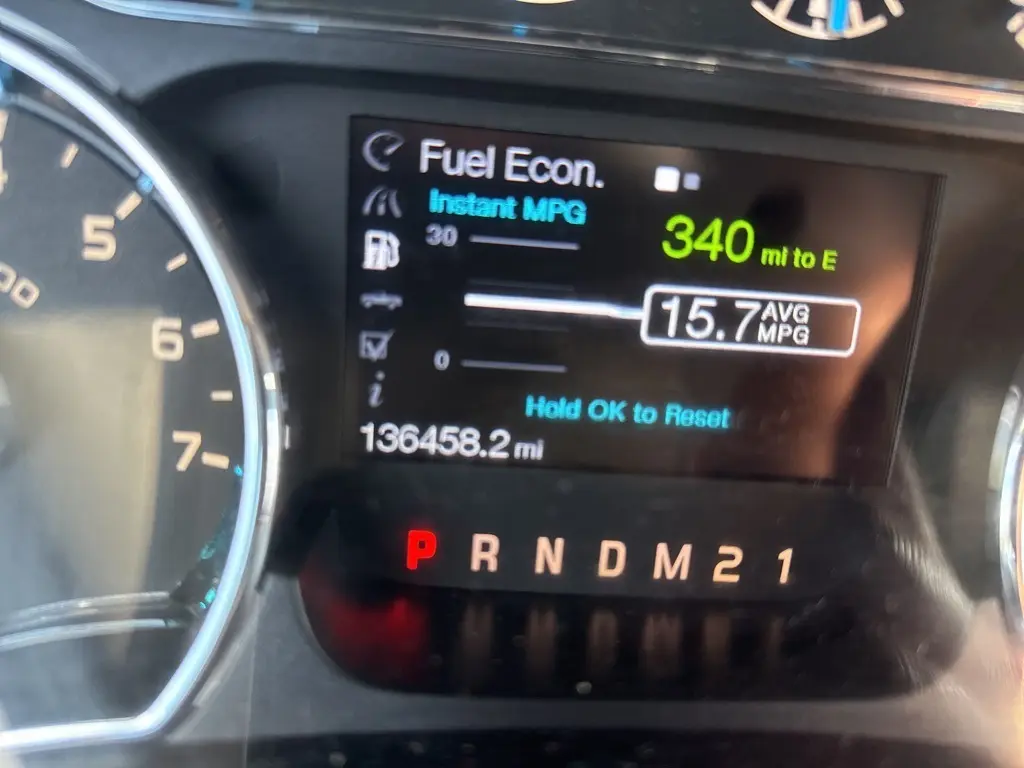 Fuel Econ.
Instant MPG
30
340 mi to E
15.7 AVG MPG
0
Hold OK to Reset
136458.2 mi
P R N D M 2 1
5
6
7